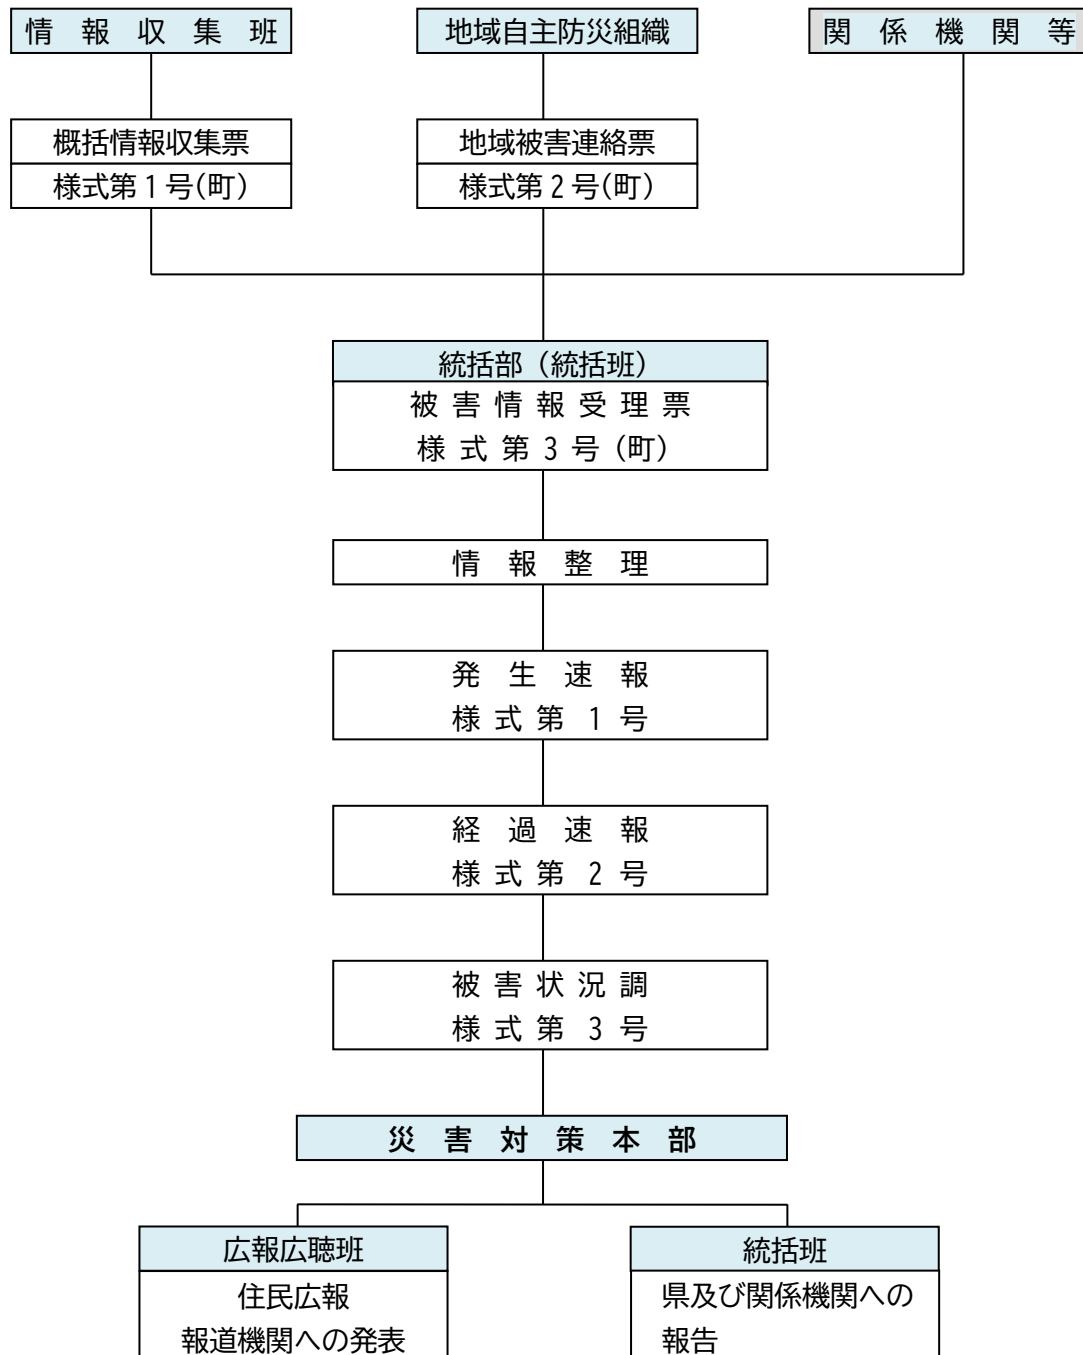 情報収集班
地域自主防災組織
関係機関等
概括情報収集票
様式第1号(町)
地域被害連絡票
様式第2号(町)
統括部（統括班）
被害情報受理票
様式第3号(町)
情報整理
発生速報
様式第1号
経過速報
様式第2号
被害状況調
様式第3号
災害対策本部
広報広聴班
住民広報
報道機関への発表
統括班
県及び関係機関への
報告